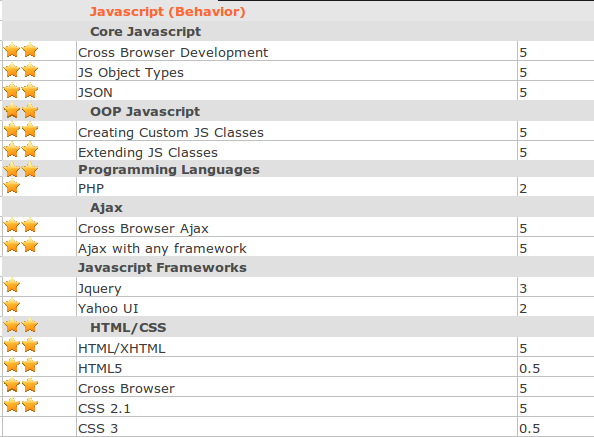 Javascript (Behavior)
Core Javascript
Cross Browser Development 5
JS Object Types 5
JSON 5
OOP Javascript
Creating Custom JS Classes 5
Extending JS Classes 5
Programming Languages
PHP 2
Ajax
Cross Browser Ajax 5
Ajax with any framework 5
Javascript Frameworks
Jquery 3
Yahoo UI 2
HTML/CSS
HTML/XHTML 5
HTML5 0.5
Cross Browser 5
CSS 2.1 5
CSS 3 0.5